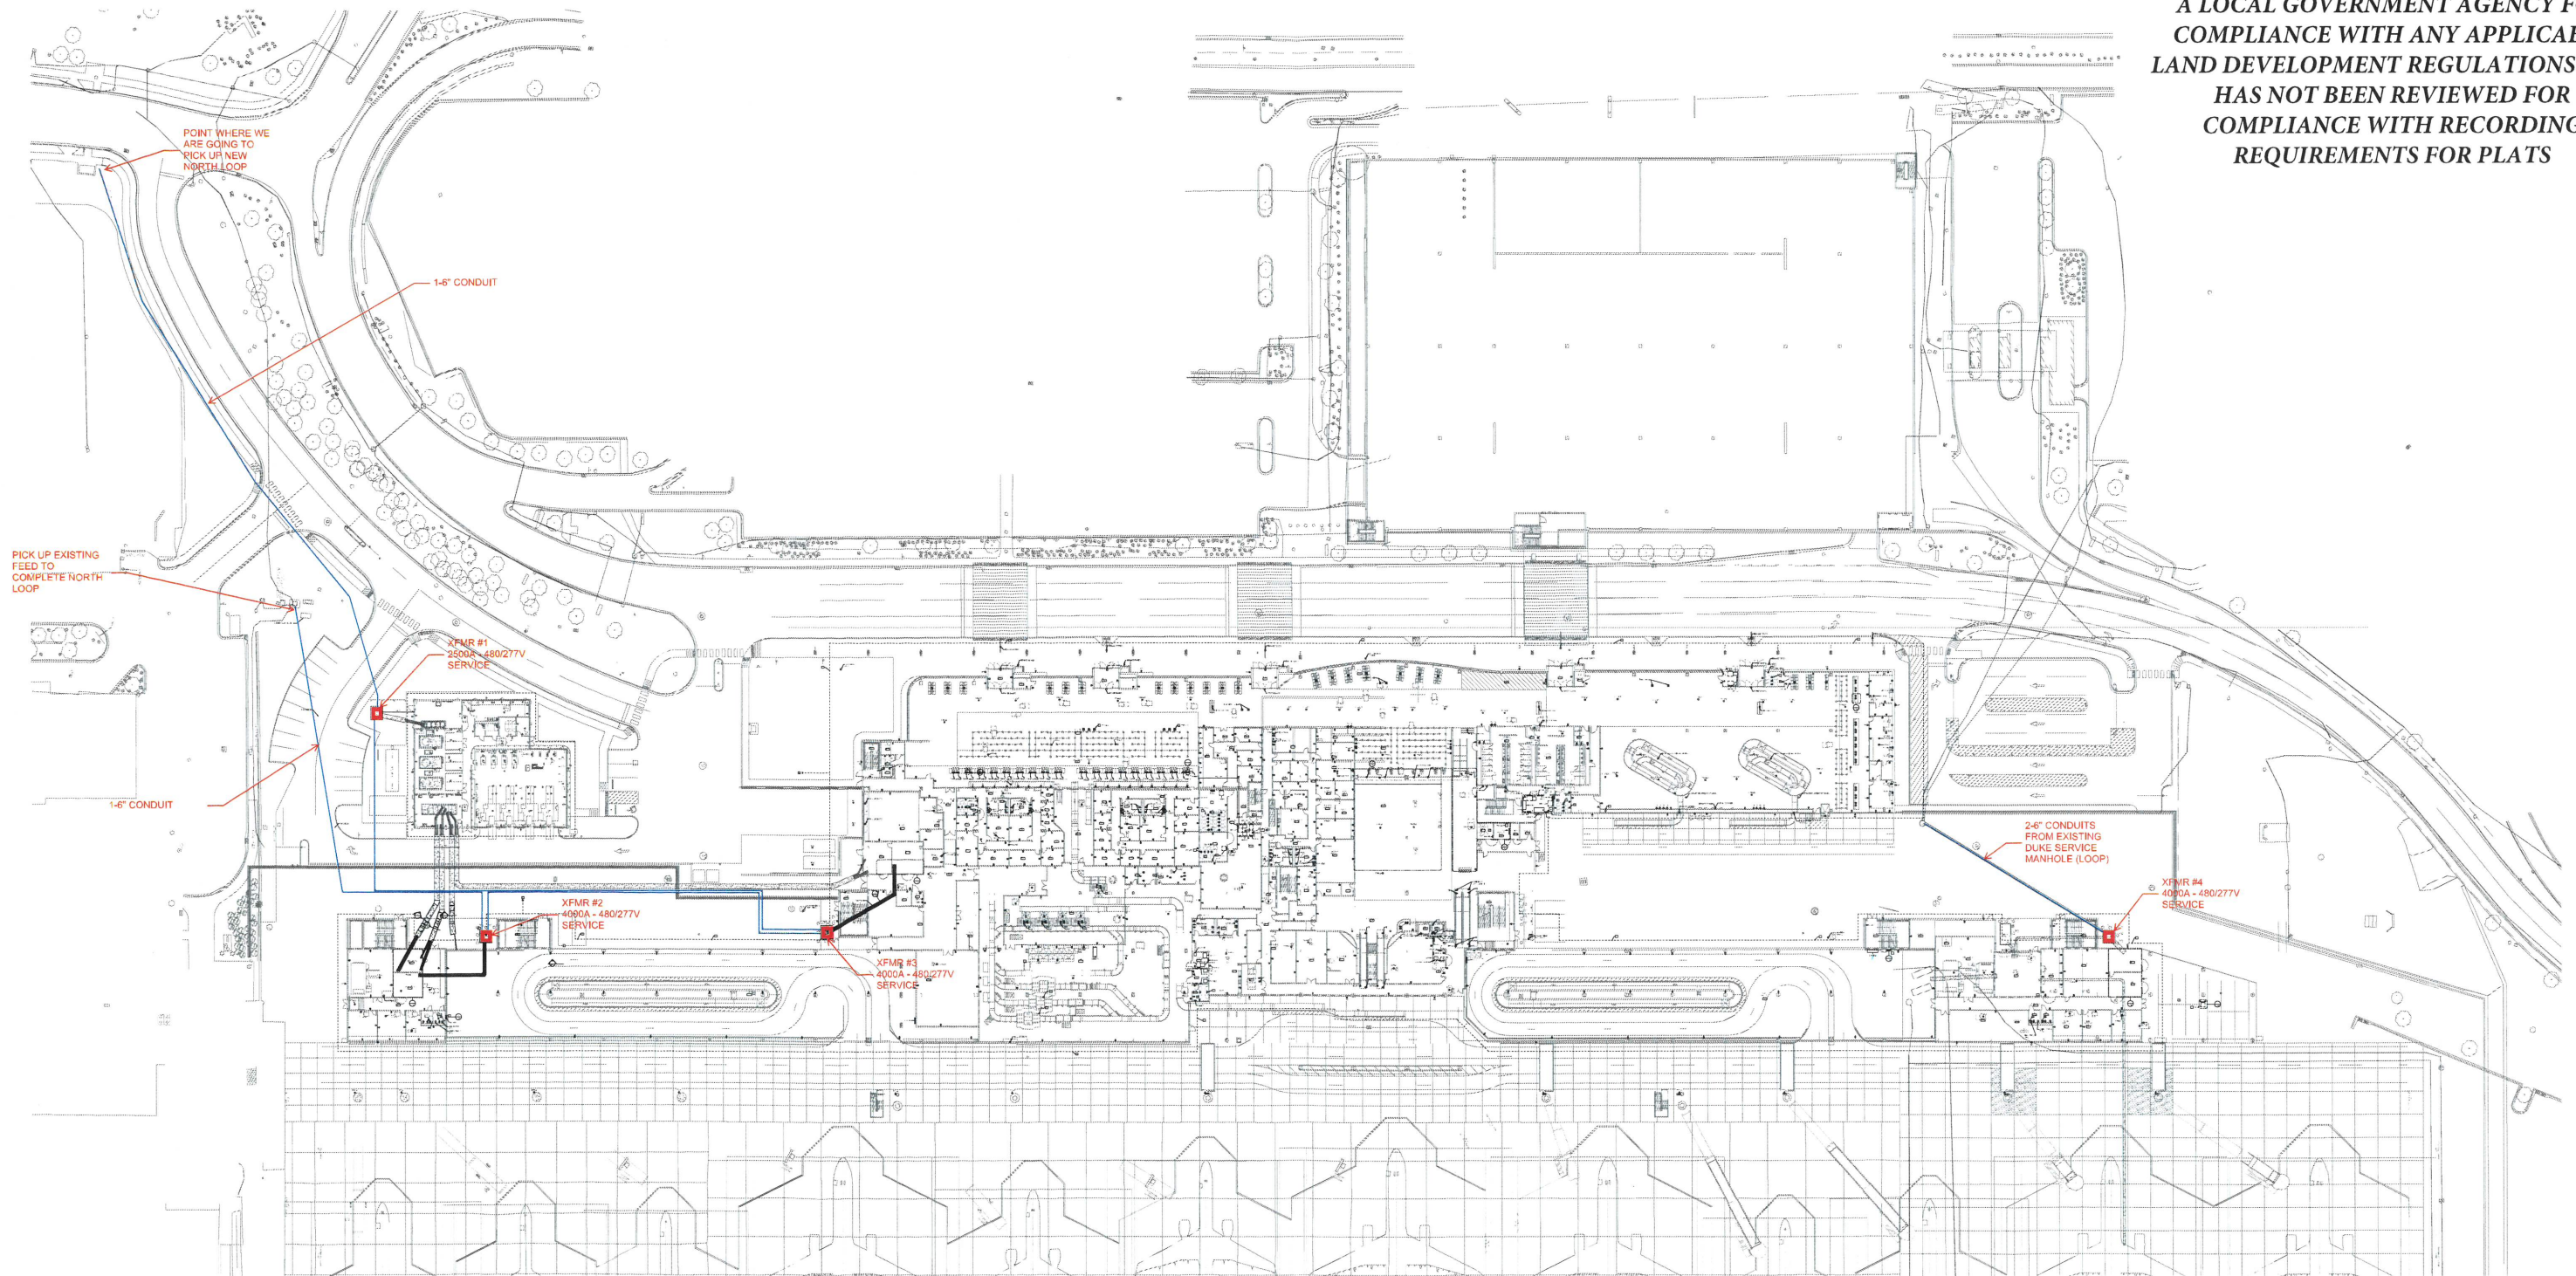 A LOCAL GOVERNMENT AGENCY
COMPLIANCE WITH ANY
LAND DEVELOPMENT REGULATIONS
HAS NOT BEEN REVIEWED FOR
COMPLIANCE WITH RECORDING
REQUIREMENTS FOR PLATS
POINT WHERE WE
ARE GOING TO
PICK UP NEW
NORTH LOOP
1-6" CONDUIT
PICK UP EXISTING
FEED TO
COMPLETE NORTH
LOOP
XFMR #1
2500A - 480/277V
SERVICE
1-6" CONDUIT
XFMR #2
4000A - 480/277V
SERVICE
XFMR #3
4000A - 480/277V
SERVICE
2-6" CONDUITS
FROM EXISTING
DUKE SERVICE
MANHOLE (LOOP)
XFMR #4
4000A - 480/277V
SERVICE